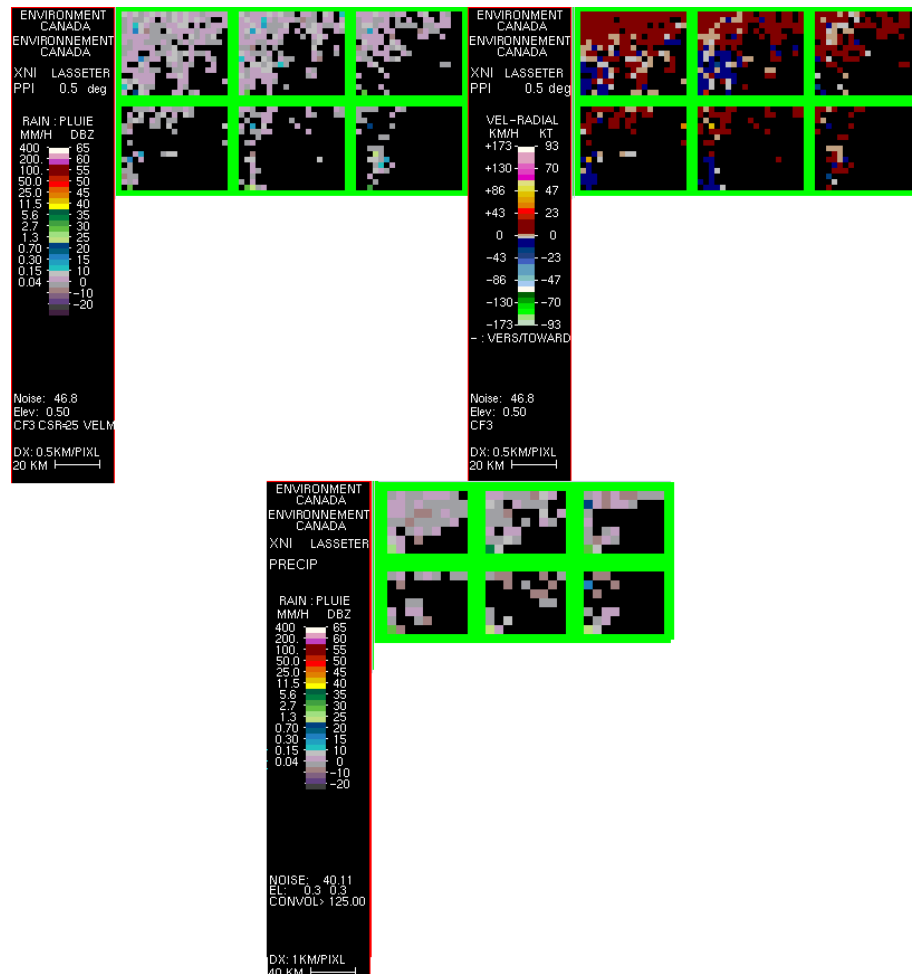 ENVIRONMENT
CANADA
ENVIRONNEMENT
CANADA
XNI LASSETER
PPI 0.5 deg
RAIN : PLUIE
MM/H DBZ
400 65
200. 60
100. 55
50.0 50
25.0 45
11.5 40
5.6 35
2.7 30
1.3 25
0.70 20
0.30 15
0.15 10
0.04 0
-10
-20
Noise: 46.8
Elev: 0.50
CF3 CSR=25 VELM
DX: 0.5KM/PIXL
20 KM
ENVIRONMENT
CANADA
ENVIRONNEMENT
CANADA
XNI LASSETER
PPI 0.5 deg
VEL-RADIAL
KM/H KT
+173 93
+130 70
+86 47
+43 23
0 0
-43 -23
-86 -47
-130 -70
-173 -93
- : VERS/TOWARD
Noise: 46.8
Elev: 0.50
CF3
DX: 0.5KM/PIXL
20 KM
ENVIRONMENT
CANADA
ENVIRONNEMENT
CANADA
XNI LASSETER
PRECIP
RAIN : PLUIE
MM/H DBZ
400 65
200. 60
100. 55
50.0 50
25.0 45
11.5 40
5.6 35
2.7 30
1.3 25
0.70 20
0.30 15
0.15 10
0.04 0
-10
-20
NOISE: 40.11
EL: 0.3 0.3
CONVOL> 125.00
DX: 1KM/PIXL
40 KM